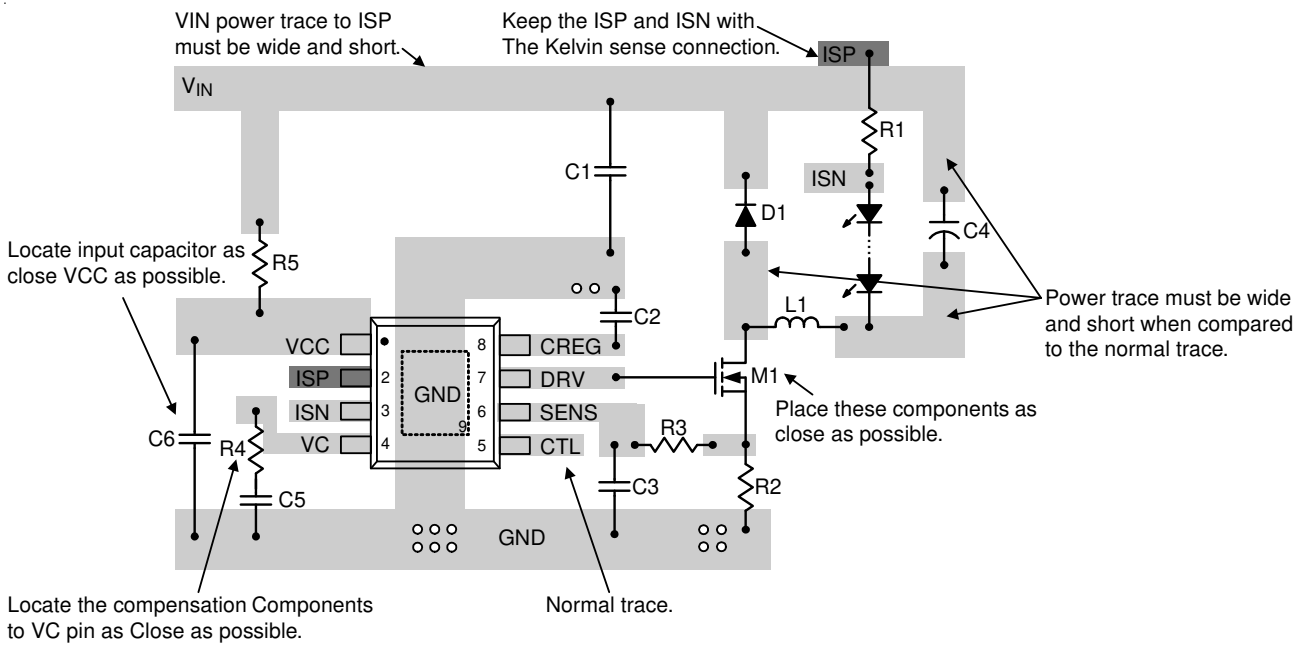 VIN power trace to ISP
must be wide and short.
Keep the ISP and ISN with
The Kelvin sense connection.
ISP
VIN
R1
C1
ISN
D1
C4
Locate input capacitor as
close VCC as possible.
R5
Power trace must be wide
and short when compared
to the normal trace.
L1
C2
VCC
8
CREG
ISP
2
GND
7
DRV
M1
ISN
3
6
SENS
Place these components as
close as possible.
9
C6
R4
VC
4
5
CTL
R3
C5
C3
R2
GND
Locate the compensation Components
to VC pin as Close as possible.
Normal trace.